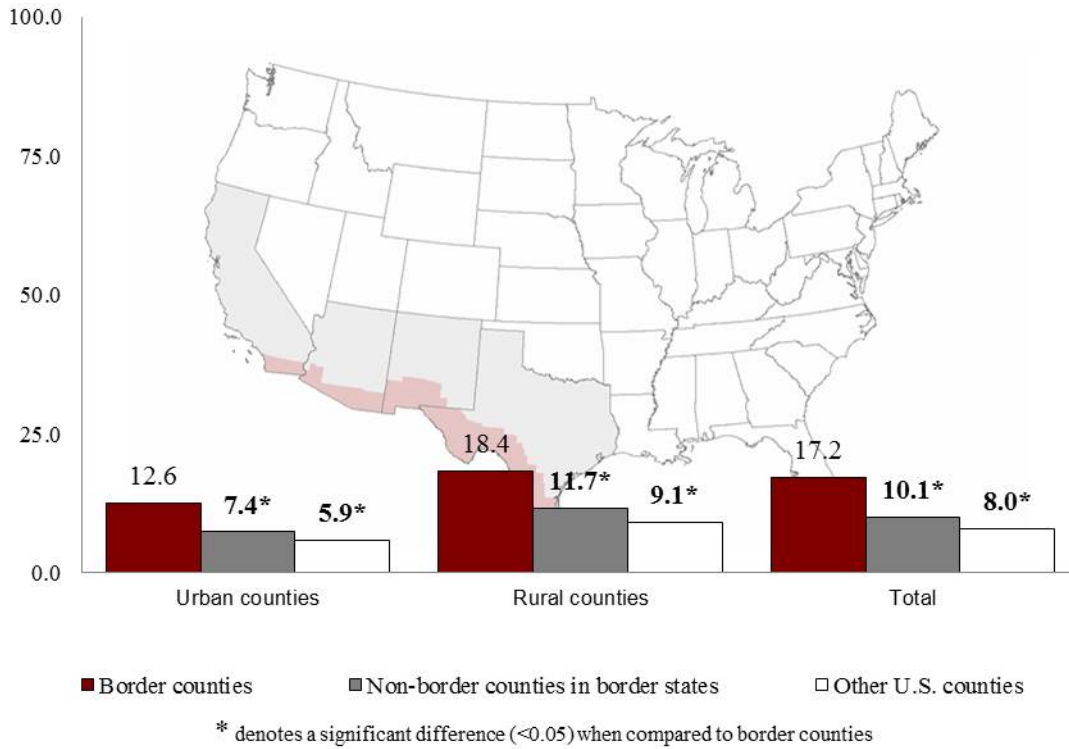 100.0
75.0
50.0
25.0
0.0
12.6
7.4*
5.9*
18.4
11.7*
9.1*
17.2
10.1*
8.0*
Urban counties
Rural counties
Total
Border counties
Non-border counties in border states
Other U.S. counties
* denotes a significant difference (<0.05) when compared to border counties